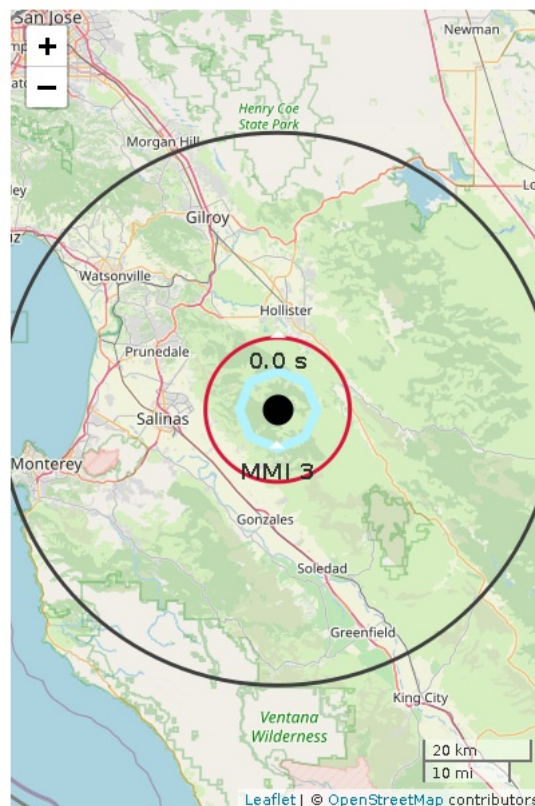 San Jose
Newman
+
−
Henry Coe
State Park
Morgan Hill
Gilroy
Watsonville
Hollister
0.0 s
Prunedale
Salinas
MMI 3
Monterey
Gonzales
Soledad
Greenfield
King City
Ventana
Wilderness
20 km
10 mi
Leaflet | © OpenStreetMap contributors